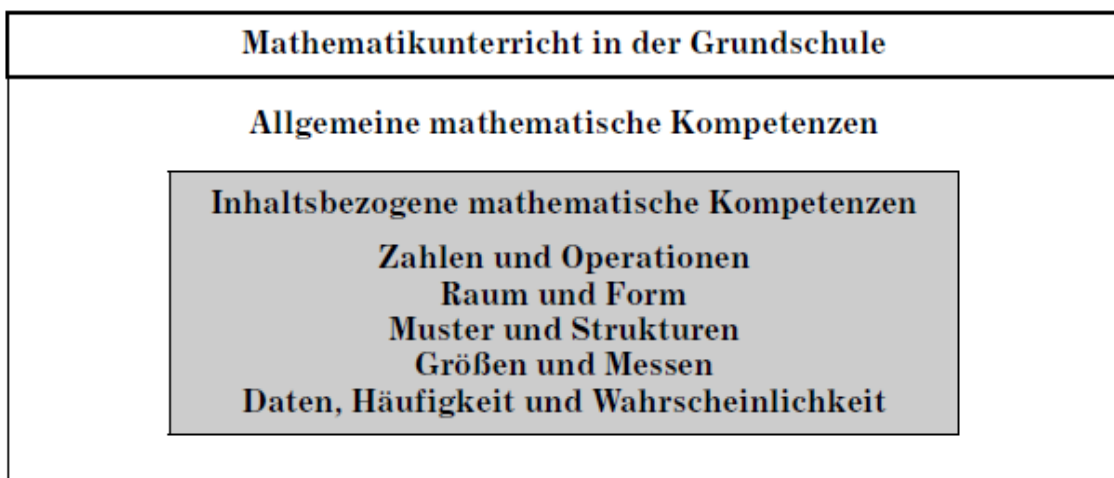 Mathematikunterricht in der Grundschule
Allgemeine mathematische Kompetenzen
Inhaltsbezogene mathematische Kompetenzen
Zahlen und Operationen
Raum und Form
Muster und Strukturen
Größen und Messen
Daten, Häufigkeit und Wahrscheinlichkeit